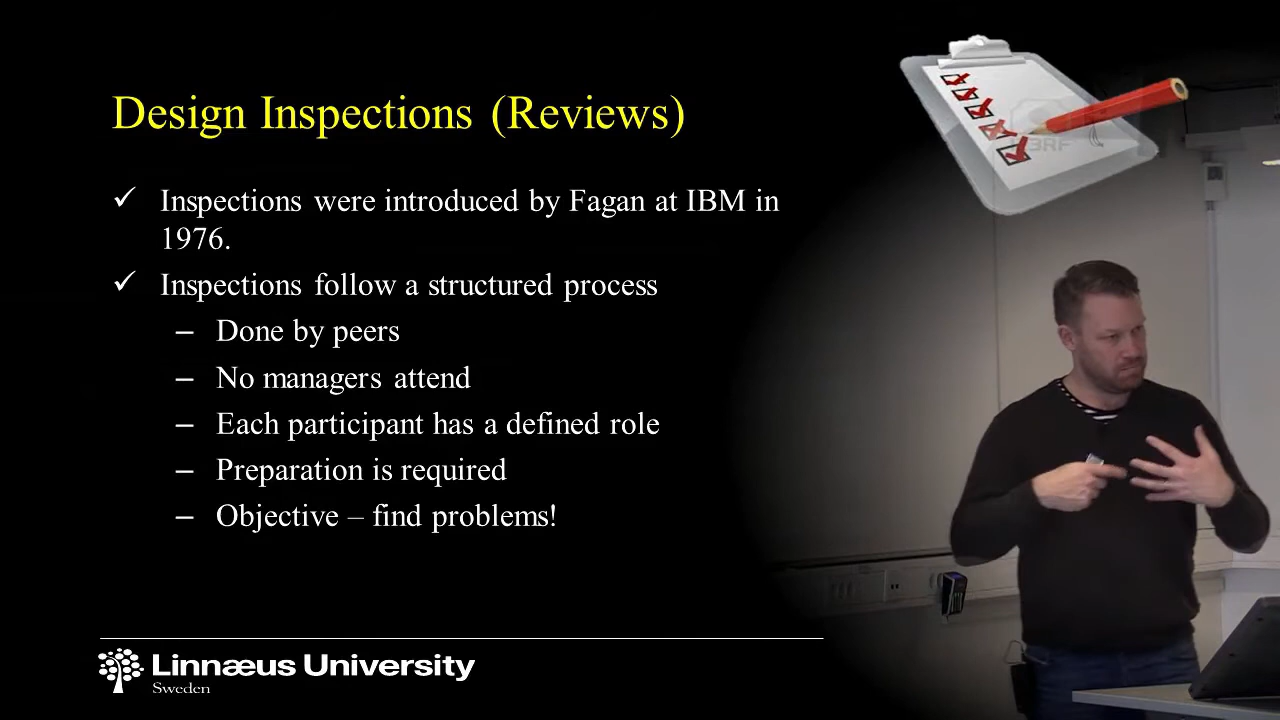 Design Inspections (Reviews)
✓ Inspections were introduced by Fagan at IBM in
1976.
✓ Inspections follow a structured process
– Done by peers
– No managers attend
– Each participant has a defined role
– Preparation is required
– Objective – find problems!
Linnæus University
Sweden